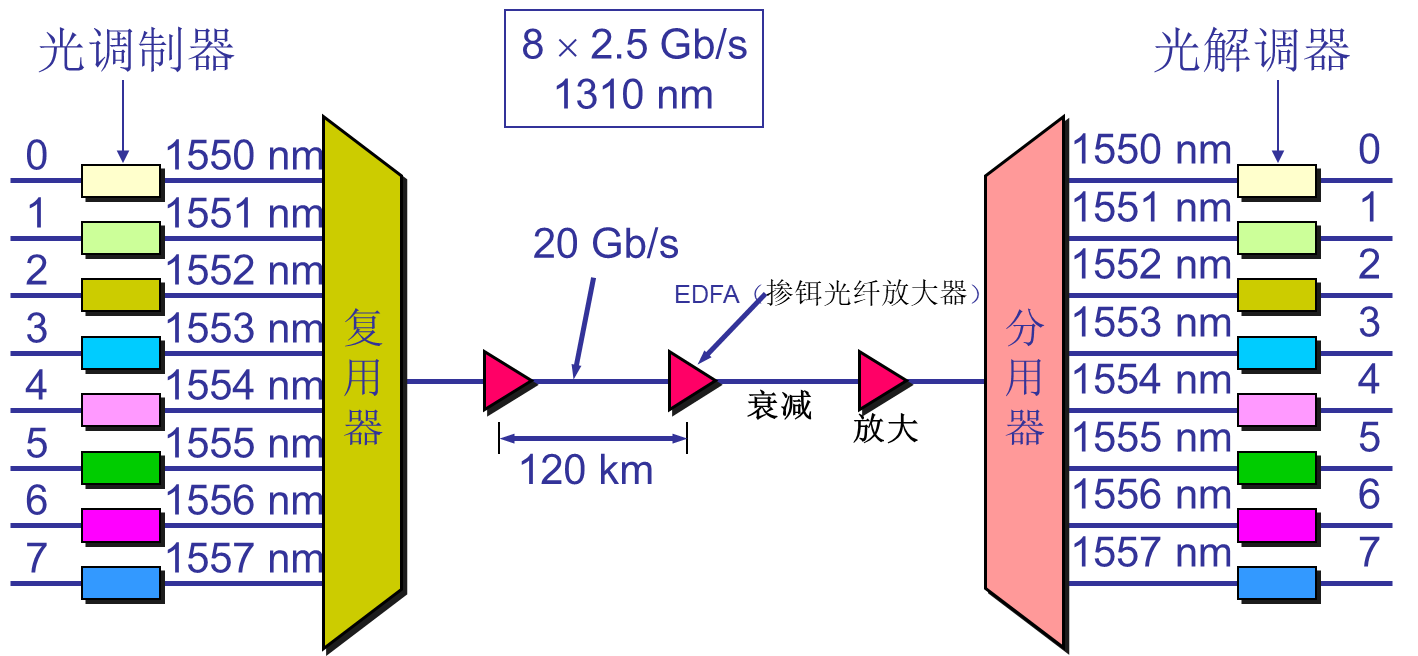 光调制器
8 × 2.5 Gb/s
1310 nm
光解调器
0 1550 nm
1 1551 nm
2 1552 nm
3 1553 nm
4 1554 nm
5 1555 nm
6 1556 nm
7 1557 nm
复用器
20 Gb/s
EDFA（掺铒光纤放大器）
衰减
放大
120 km
分用器
1550 nm 0
1551 nm 1
1552 nm 2
1553 nm 3
1554 nm 4
1555 nm 5
1556 nm 6
1557 nm 7